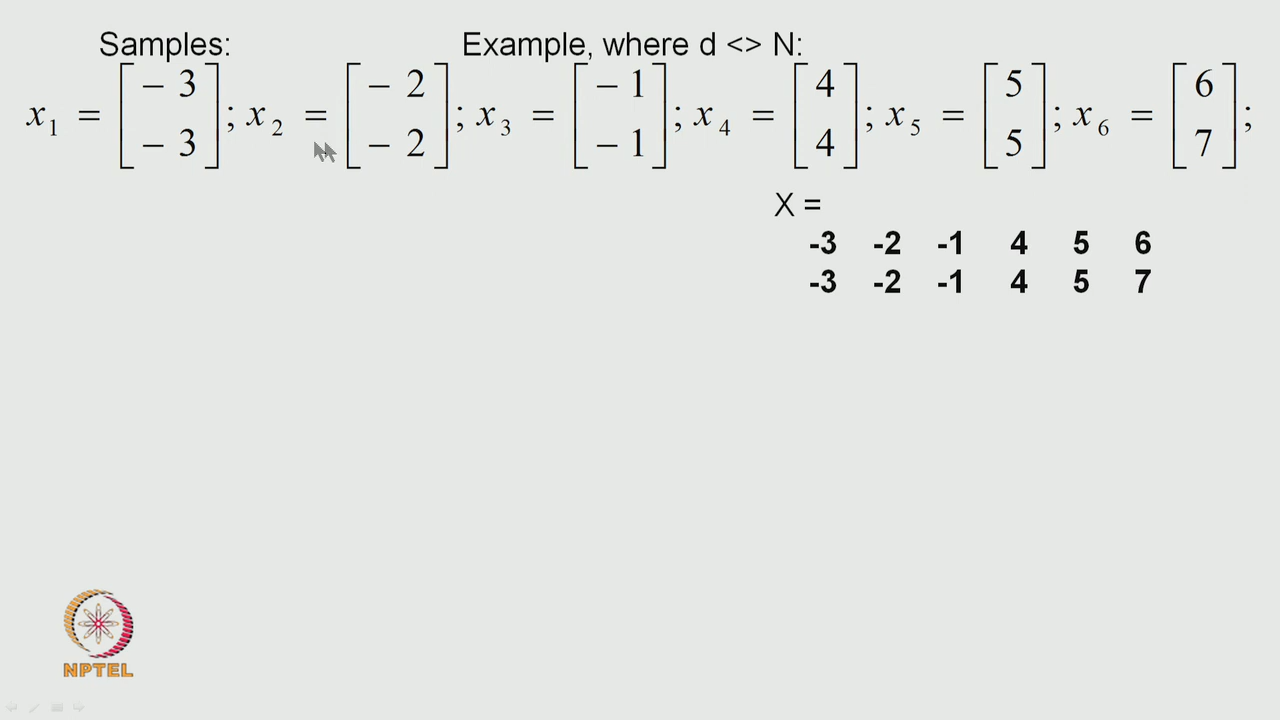 Samples: Example, where d <> N:
x₁ = [ − 3 − 3 ] ; x₂ = [ − 2 − 2 ] ; x₃ = [ − 1 − 1 ] ; x₄ = [ 4 4 ] ; x₅ = [ 5 5 ] ; x₆ = [ 6 7 ] ;
X =
-3 -2 -1 4 5 6
-3 -2 -1 4 5 7
NPTEL